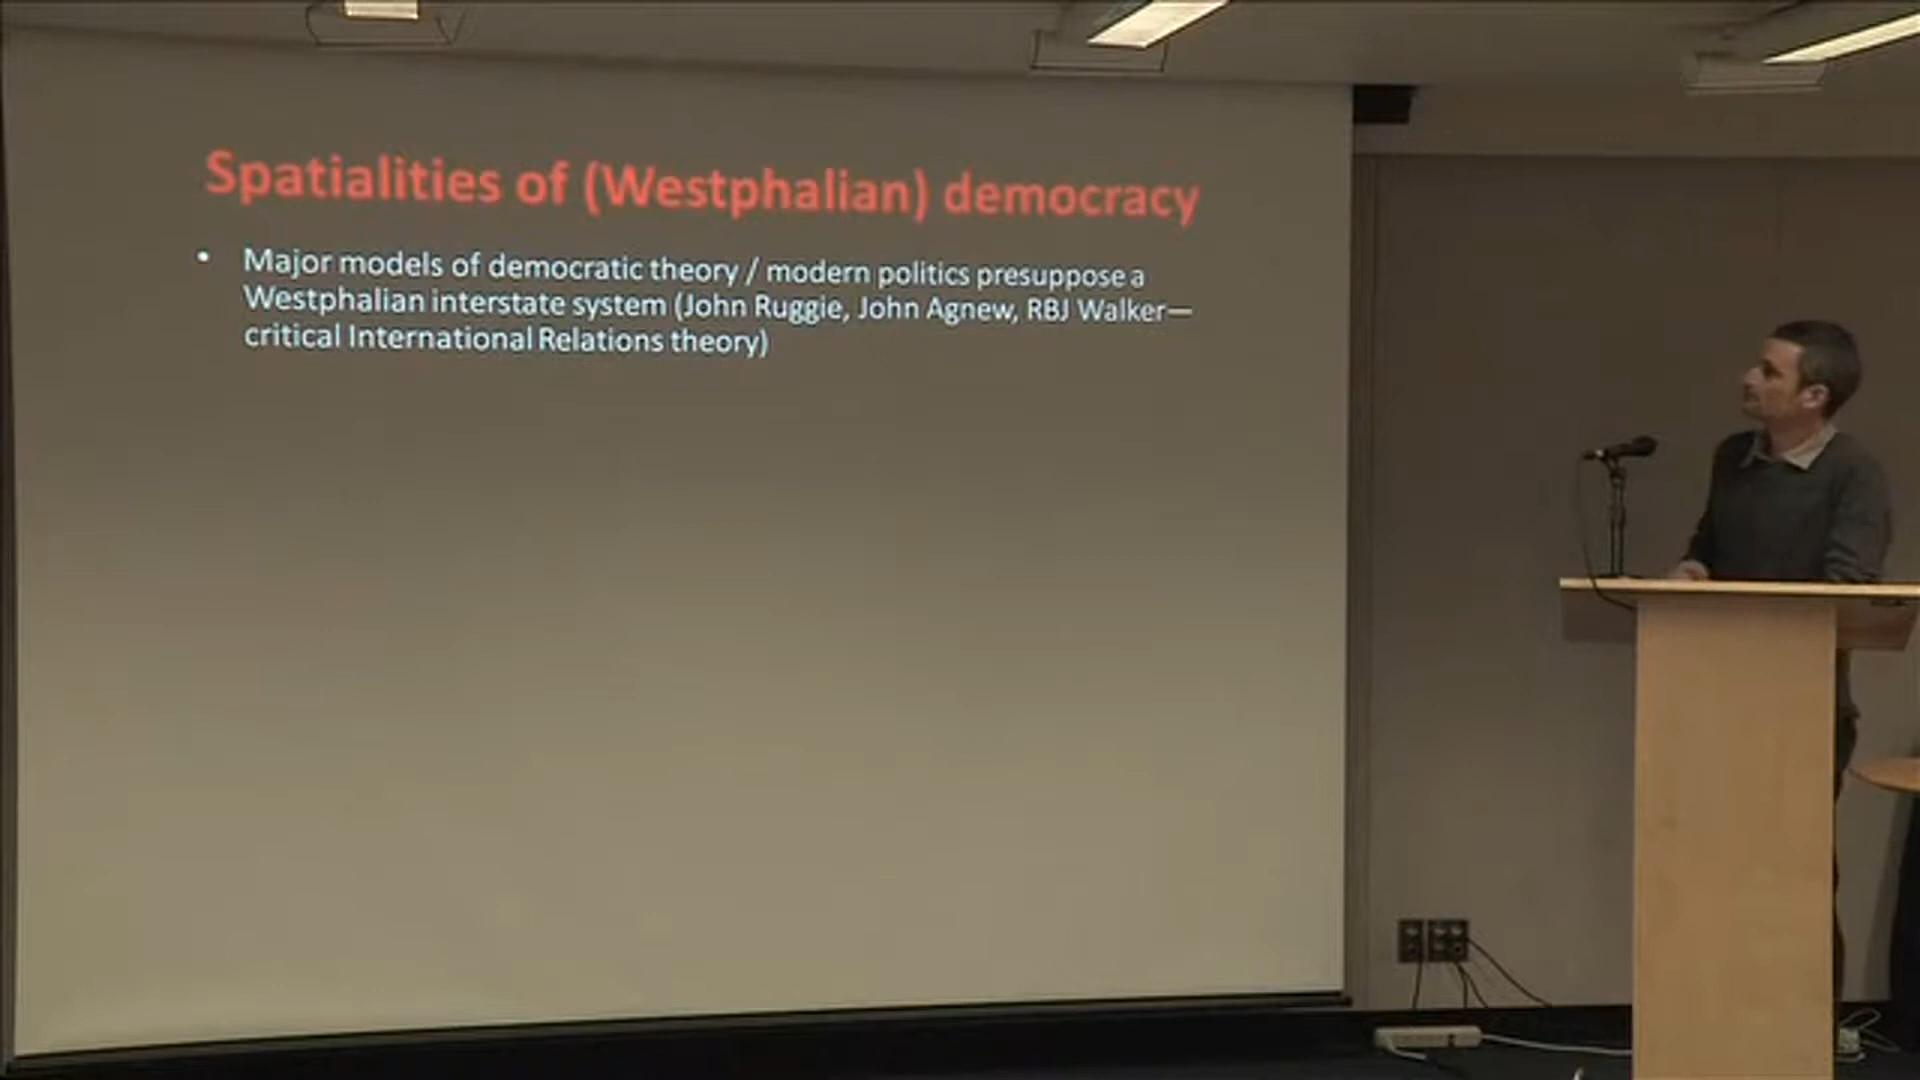 Spatialities of (Westphalian) democracy
• Major models of democratic theory / modern politics presuppose a
Westphalian interstate system (John Ruggie, John Agnew, RBJ Walker—
critical International Relations theory)